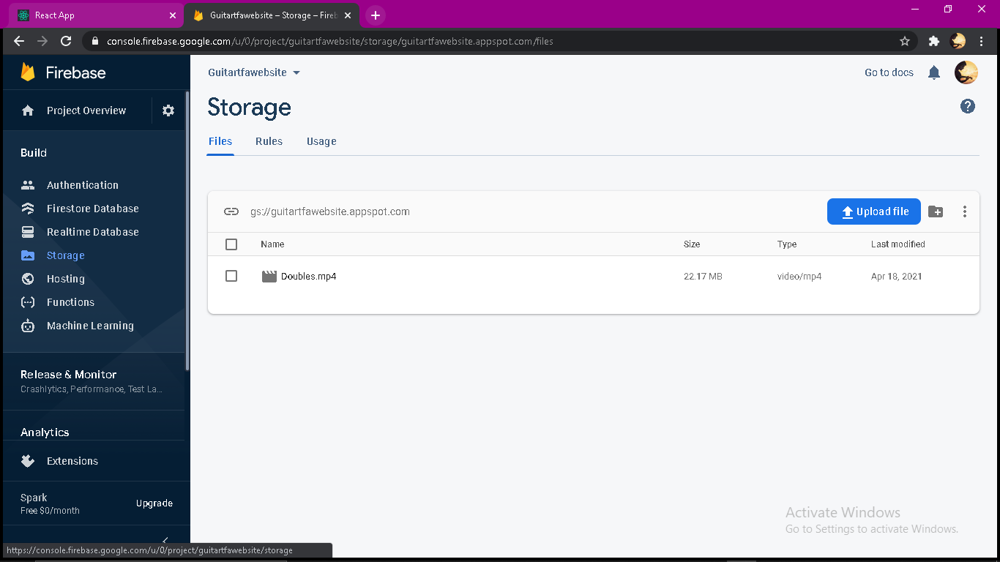 React App
Guitartfawebsite – Storage – Fireb
console.firebase.google.com/u/0/project/guitartfawebsite/storage/guitartfawebsite.appspot.com/files
Firebase
Project Overview
Build
Authentication
Firestore Database
Realtime Database
Storage
Hosting
Functions
Machine Learning
Release & Monitor
Crashlytics, Performance, Test La...
Analytics
Extensions
Spark
Free $0/month
Upgrade
https://console.firebase.google.com/u/0/project/guitartfawebsite/storage
Guitartfawebsite
Go to docs
Storage
Files Rules Usage
gs://guitartfawebsite.appspot.com
Upload file
Name Size Type Last modified
Doubles.mp4 22.17 MB video/mp4 Apr 18, 2021
Activate Windows
Go to Settings to activate Windows.